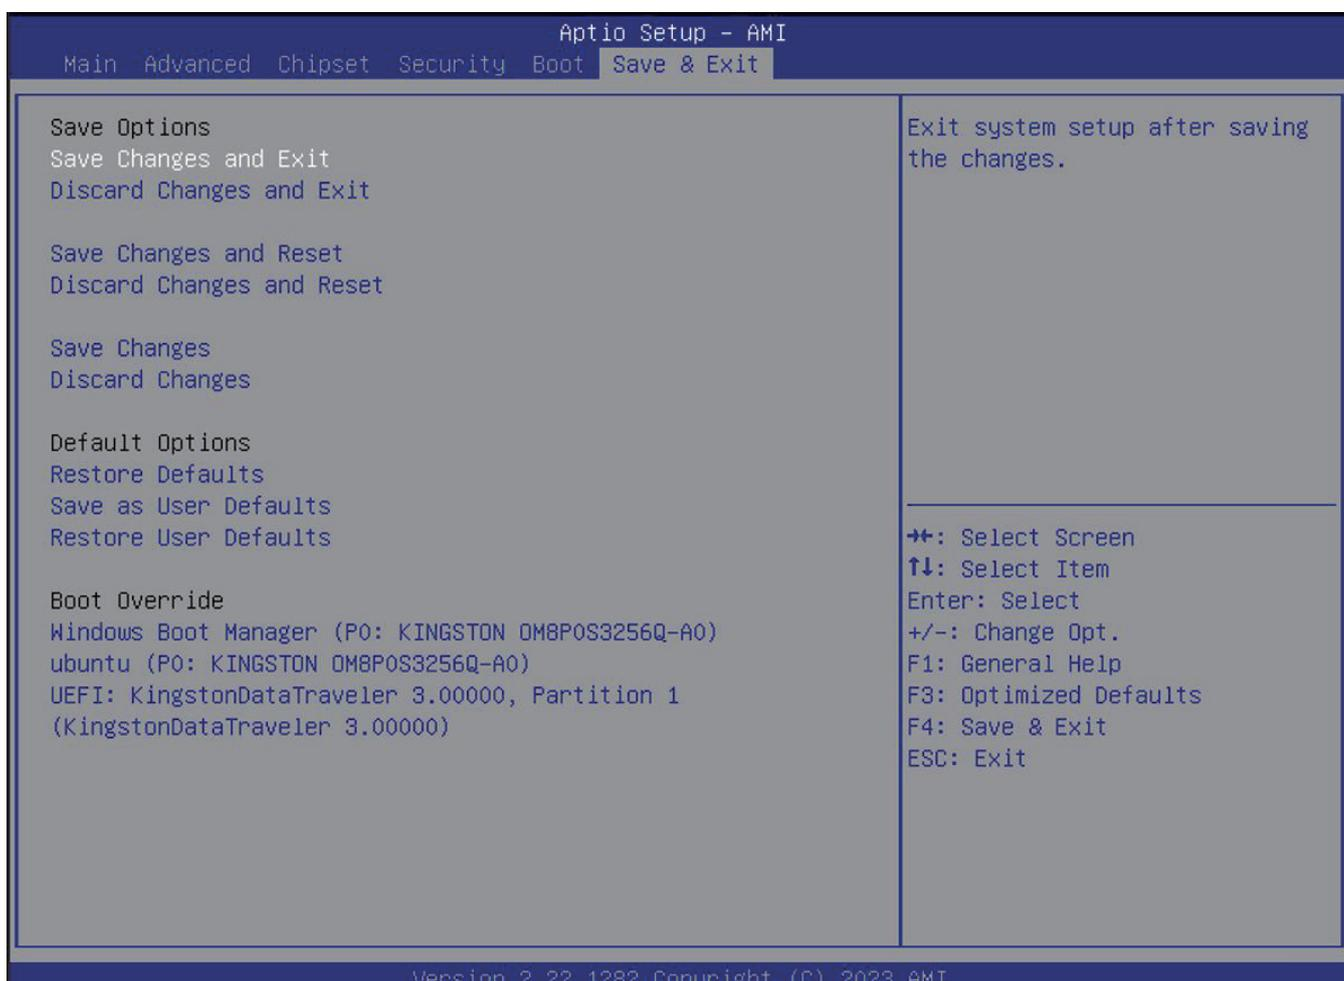 Aptio Setup – AMI
Main Advanced Chipset Security Boot Save & Exit
Save Options
Save Changes and Exit
Discard Changes and Exit
Save Changes and Reset
Discard Changes and Reset
Save Changes
Discard Changes
Default Options
Restore Defaults
Save as User Defaults
Restore User Defaults
Boot Override
Windows Boot Manager (P0: KINGSTON OM8P0S3256Q-A0)
ubuntu (P0: KINGSTON OM8P0S3256Q-A0)
UEFI: KingstonDataTraveler 3.00000, Partition 1
(KingstonDataTraveler 3.00000)
Exit system setup after saving
the changes.
→←: Select Screen
↑↓: Select Item
Enter: Select
+/-: Change Opt.
F1: General Help
F3: Optimized Defaults
F4: Save & Exit
ESC: Exit
Version 2.22.1282 Copyright (C) 2023 AMI